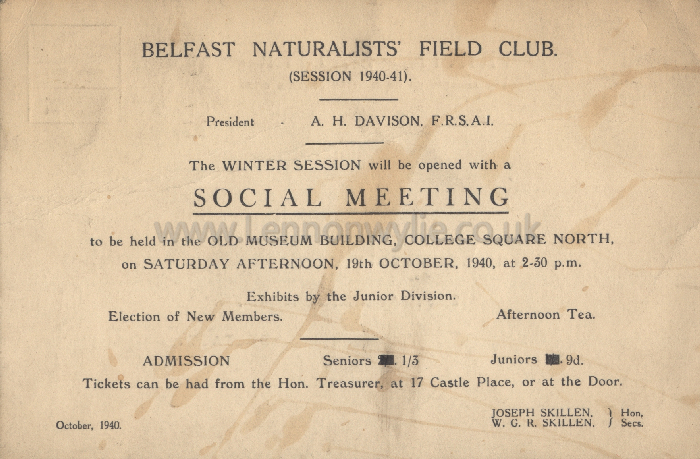 BELFAST NATURALISTS' FIELD CLUB.
(SESSION 1940-41).
President - A. H. DAVISON, F.R.S.A.I.
The WINTER SESSION will be opened with a
SOCIAL MEETING
www.Lennonwylie.co.uk
to be held in the OLD MUSEUM BUILDING, COLLEGE SQUARE NORTH,
on SATURDAY AFTERNOON, 19th OCTOBER, 1940, at 2-30 p.m.
Exhibits by the Junior Division.
Election of New Members. Afternoon Tea.
ADMISSION Seniors 1/3 Juniors 9d.
Tickets can be had from the Hon. Treasurer, at 17 Castle Place, or at the Door.
October, 1940.
JOSEPH SKILLEN, } Hon,
W. G. R. SKILLEN, } Secs.